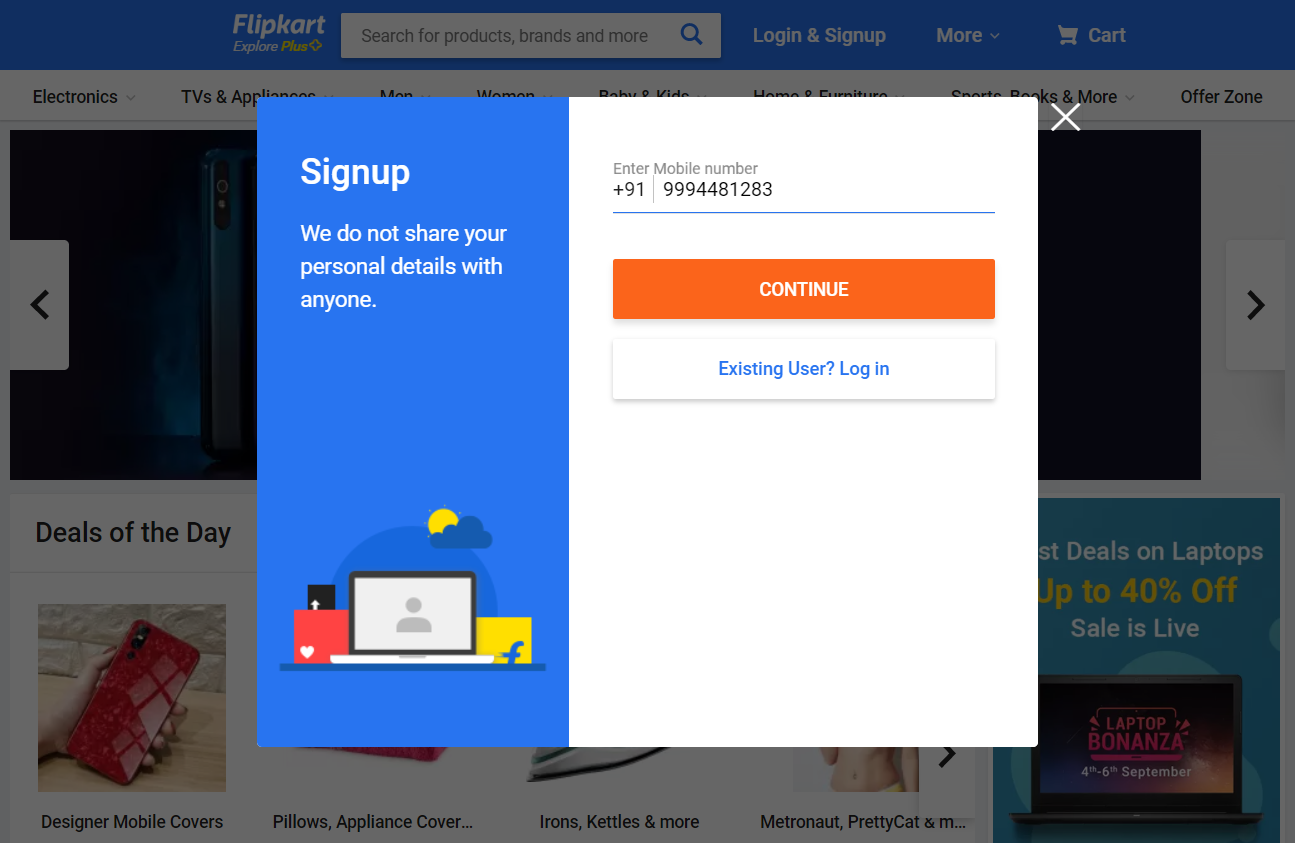 Flipkart
Explore Plus
Search for products, brands and more
Login & Signup
More
Cart
Electronics
TVs & Appliances
Men
Women
Baby & Kids
Home & Furniture
Sports, Books & More
Offer Zone
Signup
We do not share your
personal details with
anyone.
Enter Mobile number
+91 9994481283
CONTINUE
Existing User? Log in
Deals of the Day
st Deals on Laptops
Up to 40% Off
Sale is Live
LAPTOP
BONANZA
4th-6th September
Designer Mobile Covers
Pillows, Appliance Cover...
Irons, Kettles & more
Metronaut, PrettyCat & m...